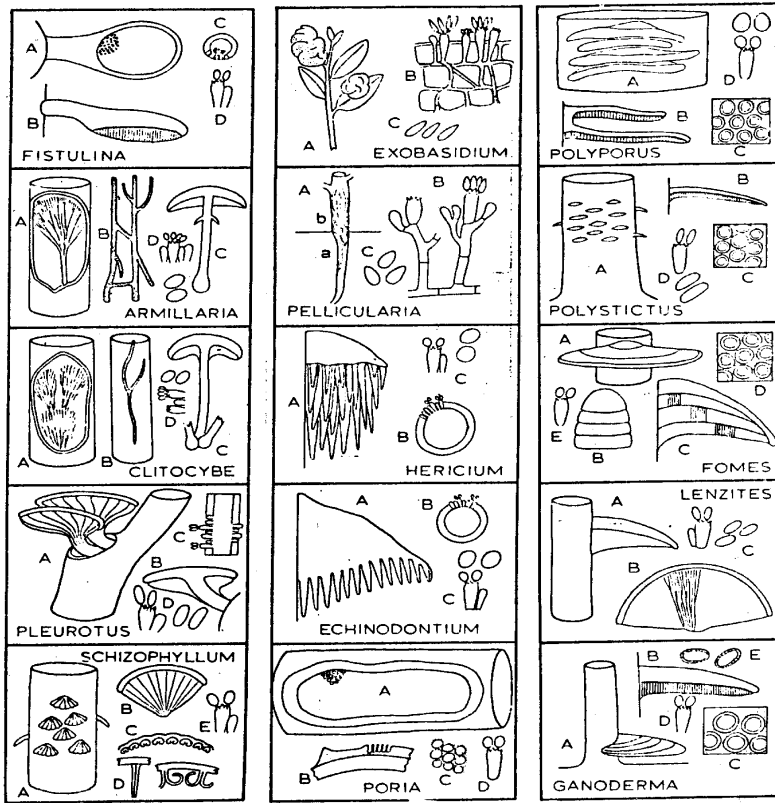 A
C
B
D
FISTULINA
A
B
C
EXOBASIDIUM
A
D
B
C
POLYPORUS
A
B
D
C
ARMILLARIA
A
b
a
B
C
PELLICULARIA
A
B
D
C
POLYSTICTUS
A
B
D
C
CLITOCYBE
A
C
B
HERICIUM
A
D
E
B
C
FOMES
A
C
B
D
PLEUROTUS
A
B
C
ECHINODONTIUM
LENZITES
A
C
B
SCHIZOPHYLLUM
B
E
C
D
A
A
B
C
D
PORIA
B
E
D
A
C
GANODERMA